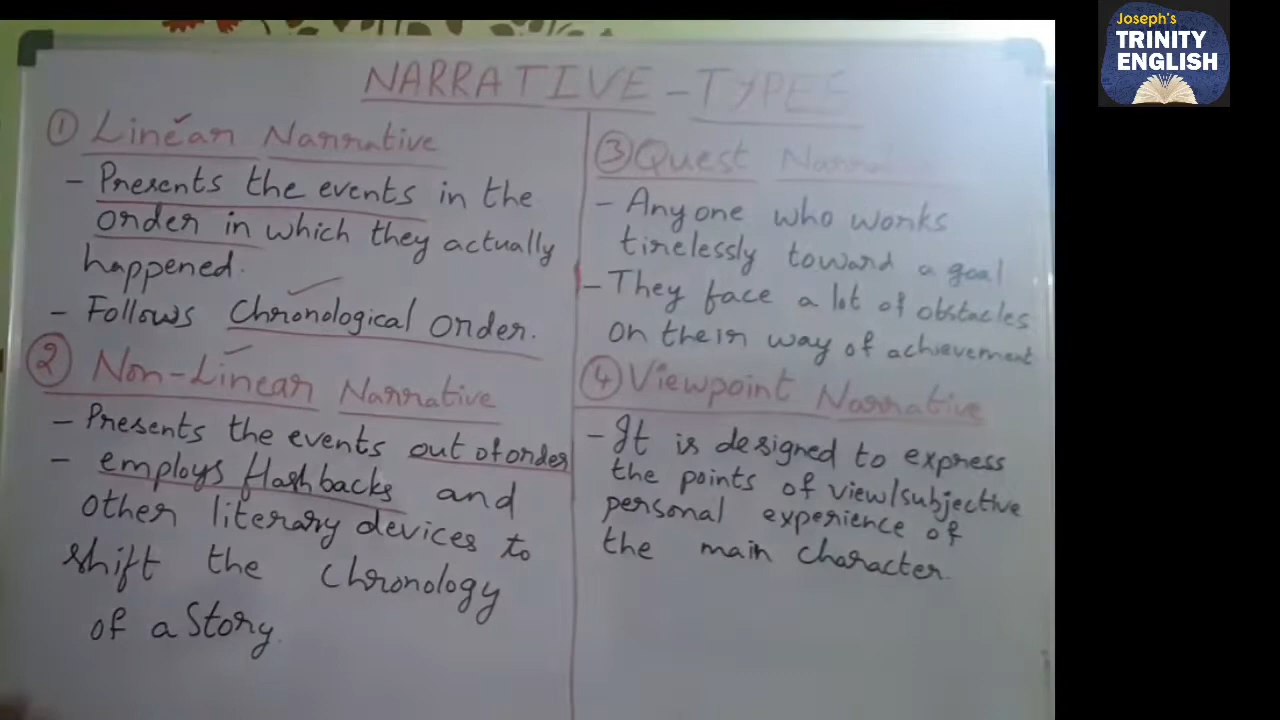 NARRATIVE - TYPES
① Linear Narrative
- Presents the events in the
order in which they actually
happened.
- Follows Chronological order.
② Non-Linear Narrative
- Presents the events out of order
- employs flashbacks and
other literary devices to
shift the chronology
of a Story.
③ Quest Narrative
- Anyone who works
tirelessly toward a goal
- They face a lot of obstacles
on their way of achievement
④ Viewpoint Narrative
- It is designed to express
the points of view/subjective
personal experience of
the main character.
Joseph's
TRINITY
ENGLISH